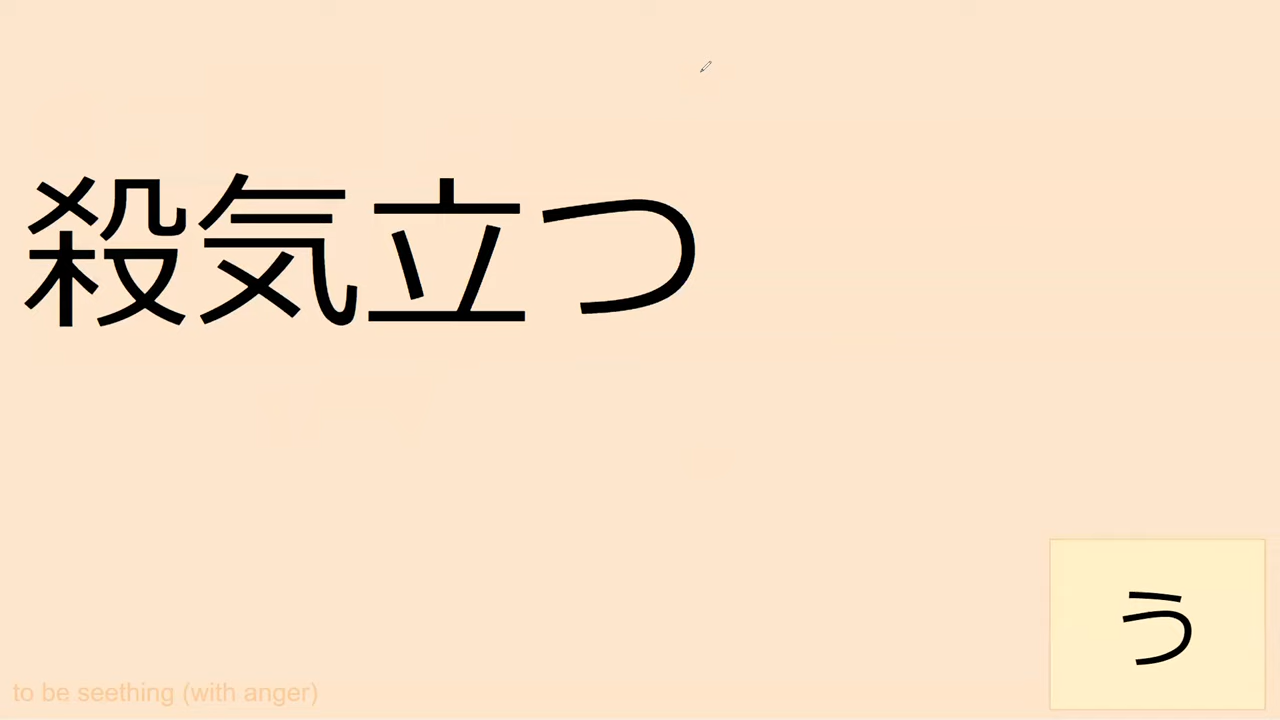 殺気立つ
う
to be seething (with anger)